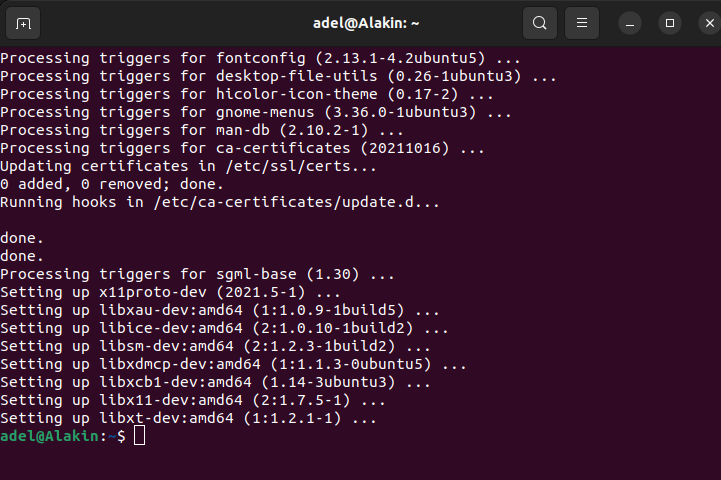 adel@Alakin: ~
Processing triggers for fontconfig (2.13.1-4.2ubuntu5) ...
Processing triggers for desktop-file-utils (0.26-1ubuntu3) ...
Processing triggers for hicolor-icon-theme (0.17-2) ...
Processing triggers for gnome-menus (3.36.0-1ubuntu3) ...
Processing triggers for man-db (2.10.2-1) ...
Processing triggers for ca-certificates (20211016) ...
Updating certificates in /etc/ssl/certs...
0 added, 0 removed; done.
Running hooks in /etc/ca-certificates/update.d...
done.
done.
Processing triggers for sgml-base (1.30) ...
Setting up x11proto-dev (2021.5-1) ...
Setting up libxau-dev:amd64 (1:1.0.9-1build5) ...
Setting up libice-dev:amd64 (2:1.0.10-1build2) ...
Setting up libsm-dev:amd64 (2:1.2.3-1build2) ...
Setting up libxdmcp-dev:amd64 (1:1.1.3-0ubuntu5) ...
Setting up libxcb1-dev:amd64 (1.14-3ubuntu3) ...
Setting up libx11-dev:amd64 (2:1.7.5-1) ...
Setting up libxt-dev:amd64 (1:1.2.1-1) ...
adel@Alakin:~$